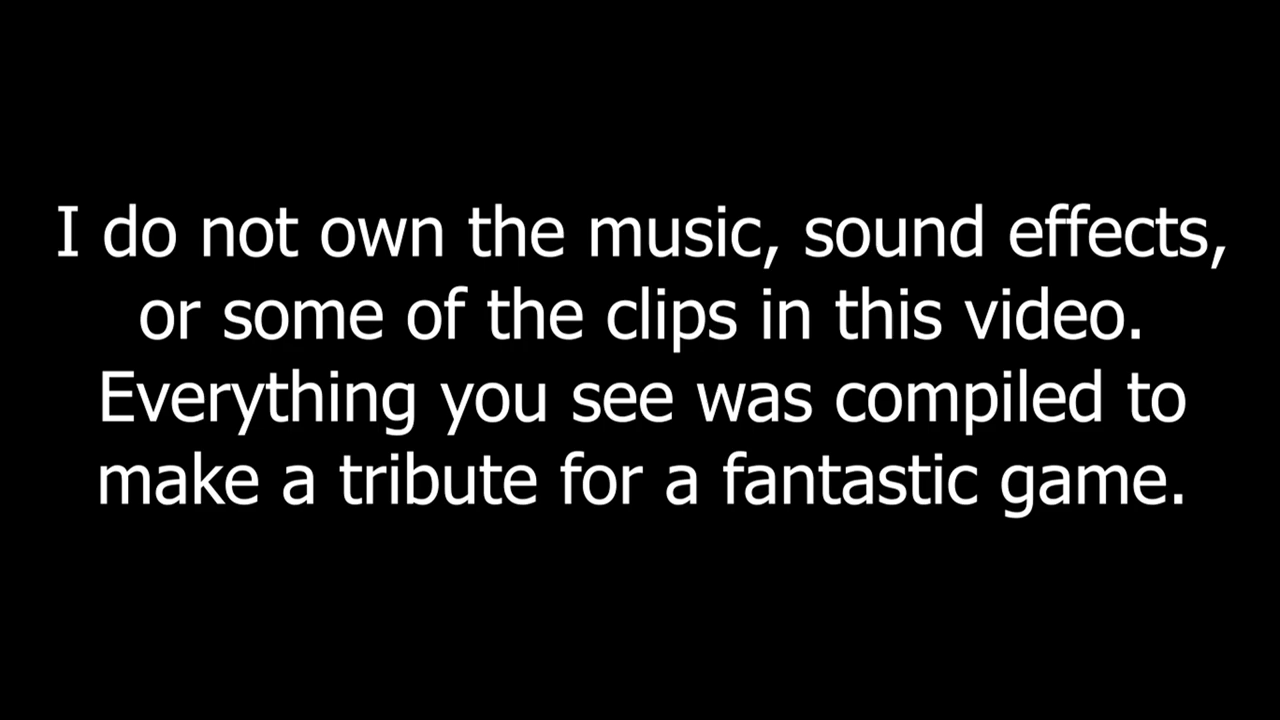 I do not own the music, sound effects,
or some of the clips in this video.
Everything you see was compiled to
make a tribute for a fantastic game.